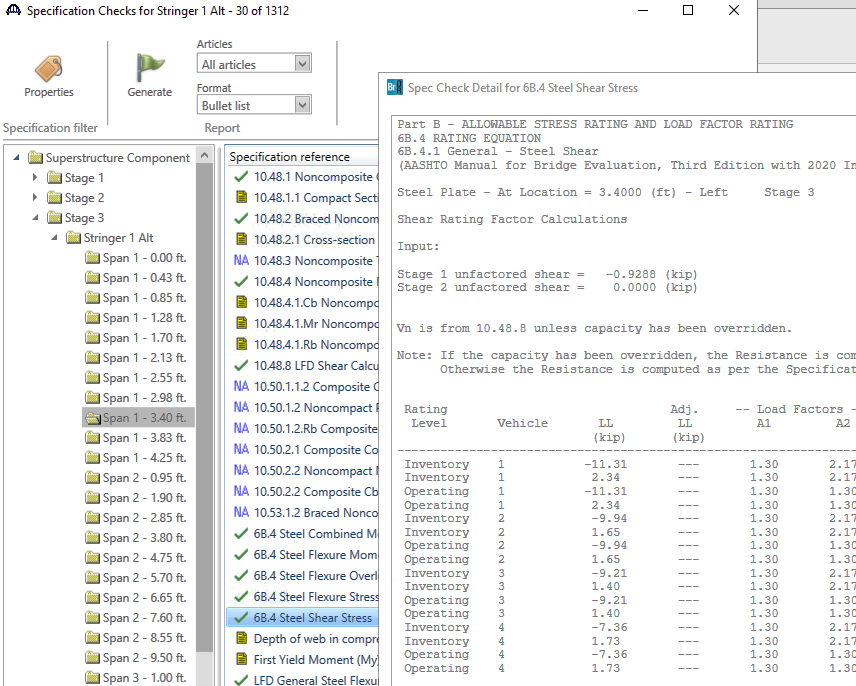 Specification Checks for Stringer 1 Alt - 30 of 1312
Articles
All articles
Format
Bullet list
Properties
Generate
Specification filter
Report
Superstructure Component
Stage 1
Stage 2
Stage 3
Stringer 1 Alt
Span 1 - 0.00 ft.
Span 1 - 0.43 ft.
Span 1 - 0.85 ft.
Span 1 - 1.28 ft.
Span 1 - 1.70 ft.
Span 1 - 2.13 ft.
Span 1 - 2.55 ft.
Span 1 - 2.98 ft.
Span 1 - 3.40 ft.
Span 1 - 3.83 ft.
Span 1 - 4.25 ft.
Span 2 - 0.95 ft.
Span 2 - 1.90 ft.
Span 2 - 2.85 ft.
Span 2 - 3.80 ft.
Span 2 - 4.75 ft.
Span 2 - 5.70 ft.
Span 2 - 6.65 ft.
Span 2 - 7.60 ft.
Span 2 - 8.55 ft.
Span 2 - 9.50 ft.
Span 3 - 1.00 ft.
Specification reference
10.48.1 Noncomposite
10.48.1.1 Compact Secti
10.48.2 Braced Noncom
10.48.2.1 Cross-section
NA 10.48.3 Noncomposite
10.48.4 Noncomposite
10.48.4.1.Cb Noncompo
10.48.4.1.Mr Noncompo
10.48.4.1.Rb Noncompo
10.48.8 LFD Shear Calcu
NA 10.50.1.1.2 Composite C
NA 10.50.1.2 Noncompact
NA 10.50.1.2.Rb Composite
NA 10.50.2.1 Composite Co
NA 10.50.2.2 Noncompact
NA 10.50.2.2 Composite Cb
NA 10.53.1.2 Braced Nonco
6B.4 Steel Combined M
6B.4 Steel Flexure Mom
6B.4 Steel Flexure Overl
6B.4 Steel Flexure Stress
6B.4 Steel Shear Stress
Depth of web in compre
First Yield Moment (My)
LFD General Steel Flexu
Br
Spec Check Detail for 6B.4 Steel Shear Stress
Part B - ALLOWABLE STRESS RATING AND LOAD FACTOR RATING
6B.4 RATING EQUATION
6B.4.1 General - Steel Shear
(AASHTO Manual for Bridge Evaluation, Third Edition with 2020 In
Steel Plate - At Location = 3.4000 (ft) - Left Stage 3
Shear Rating Factor Calculations
Input:
Stage 1 unfactored shear = -0.9288 (kip)
Stage 2 unfactored shear = 0.0000 (kip)
Vn is from 10.48.8 unless capacity has been overridden.
Note: If the capacity has been overridden, the Resistance is com
Otherwise the Resistance is computed as per the Specificat
Rating Adj. -- Load Factors -
Level Vehicle LL LL A1 A2
(kip) (kip)
Inventory 1 -11.31 --- 1.30 2.17
Inventory 1 2.34 --- 1.30 2.17
Operating 1 -11.31 --- 1.30 1.30
Operating 1 2.34 --- 1.30 1.30
Inventory 2 -9.94 --- 1.30 2.17
Inventory 2 1.65 --- 1.30 2.17
Operating 2 -9.94 --- 1.30 1.30
Operating 2 1.65 --- 1.30 1.30
Inventory 3 -9.21 --- 1.30 2.17
Inventory 3 1.40 --- 1.30 2.17
Operating 3 -9.21 --- 1.30 1.30
Operating 3 1.40 --- 1.30 1.30
Inventory 4 -7.36 --- 1.30 2.17
Inventory 4 1.73 --- 1.30 2.17
Operating 4 -7.36 --- 1.30 1.30
Operating 4 1.73 --- 1.30 1.30